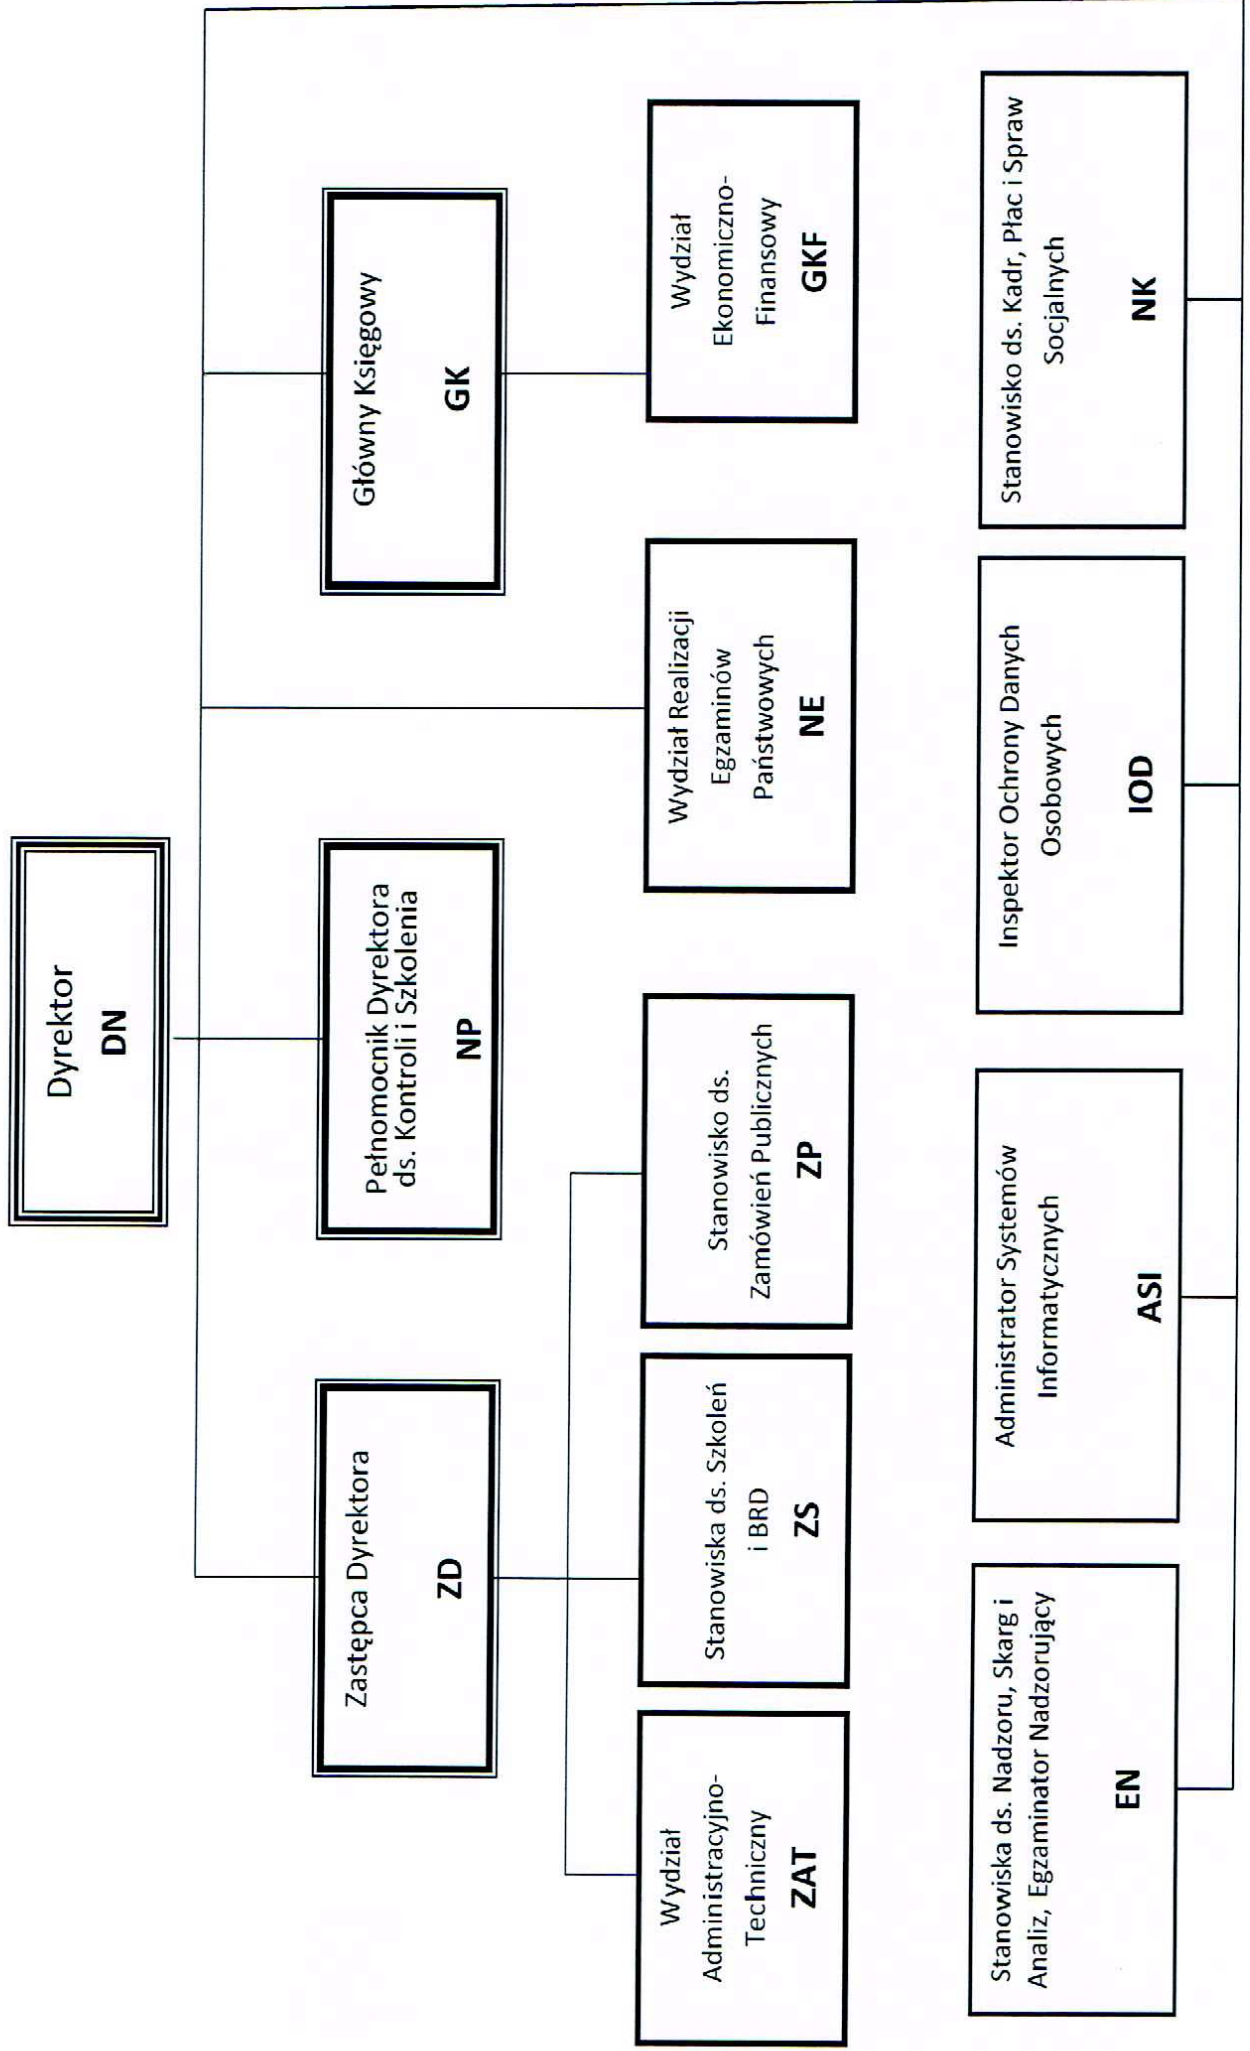 Dyrektor
DN
Zastępca Dyrektora
ZD
Pełnomocnik Dyrektora
ds. Kontroli i Szkolenia
NP
Główny Księgowy
GK
Wydział
Administracyjno-
Techniczny
ZAT
Stanowiska ds. Szkoleń
i BRD
ZS
Stanowisko ds.
Zamówień Publicznych
ZP
Wydział Realizacji
Egzaminów
Państwowych
NE
Wydział
Ekonomiczno-
Finansowy
GKF
Stanowiska ds. Nadzoru, Skarg i
Analiz, Egzaminator Nadzorujący
EN
Administrator Systemów
Informatycznych
ASI
Inspektor Ochrony Danych
Osobowych
IOD
Stanowisko ds. Kadr, Płac i Spraw
Socjalnych
NK